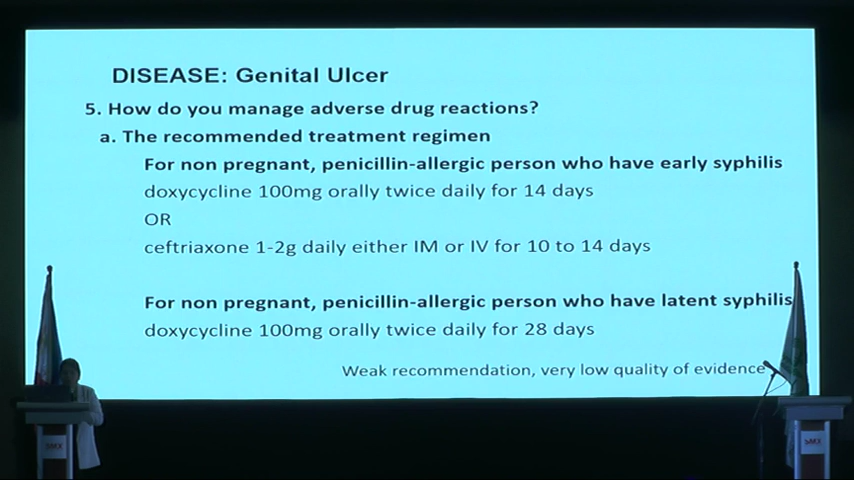 DISEASE: Genital Ulcer
5. How do you manage adverse drug reactions?
a. The recommended treatment regimen
For non pregnant, penicillin-allergic person who have early syphilis
doxycycline 100mg orally twice daily for 14 days
OR
ceftriaxone 1-2g daily either IM or IV for 10 to 14 days
For non pregnant, penicillin-allergic person who have latent syphilis
doxycycline 100mg orally twice daily for 28 days
Weak recommendation, very low quality of evidence
SMX
SMX